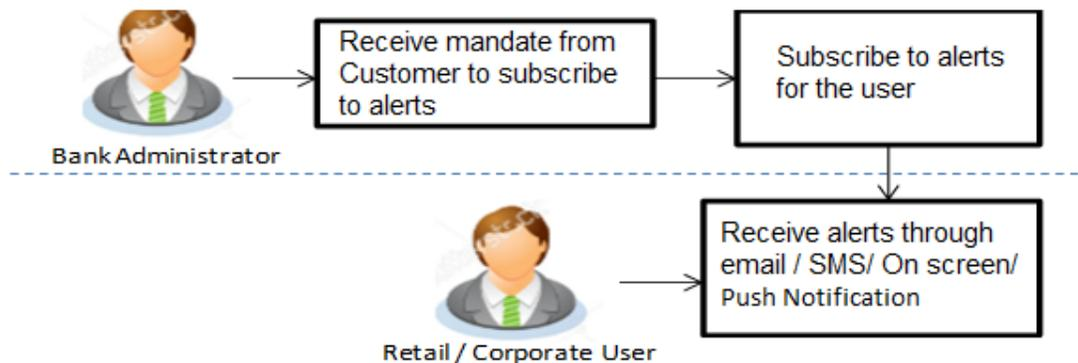 Receive mandate from
Customer to subscribe
to alerts
Subscribe to alerts
for the user
Bank Administrator
Receive alerts through
email / SMS/ On screen/
Push Notification
Retail / Corporate User